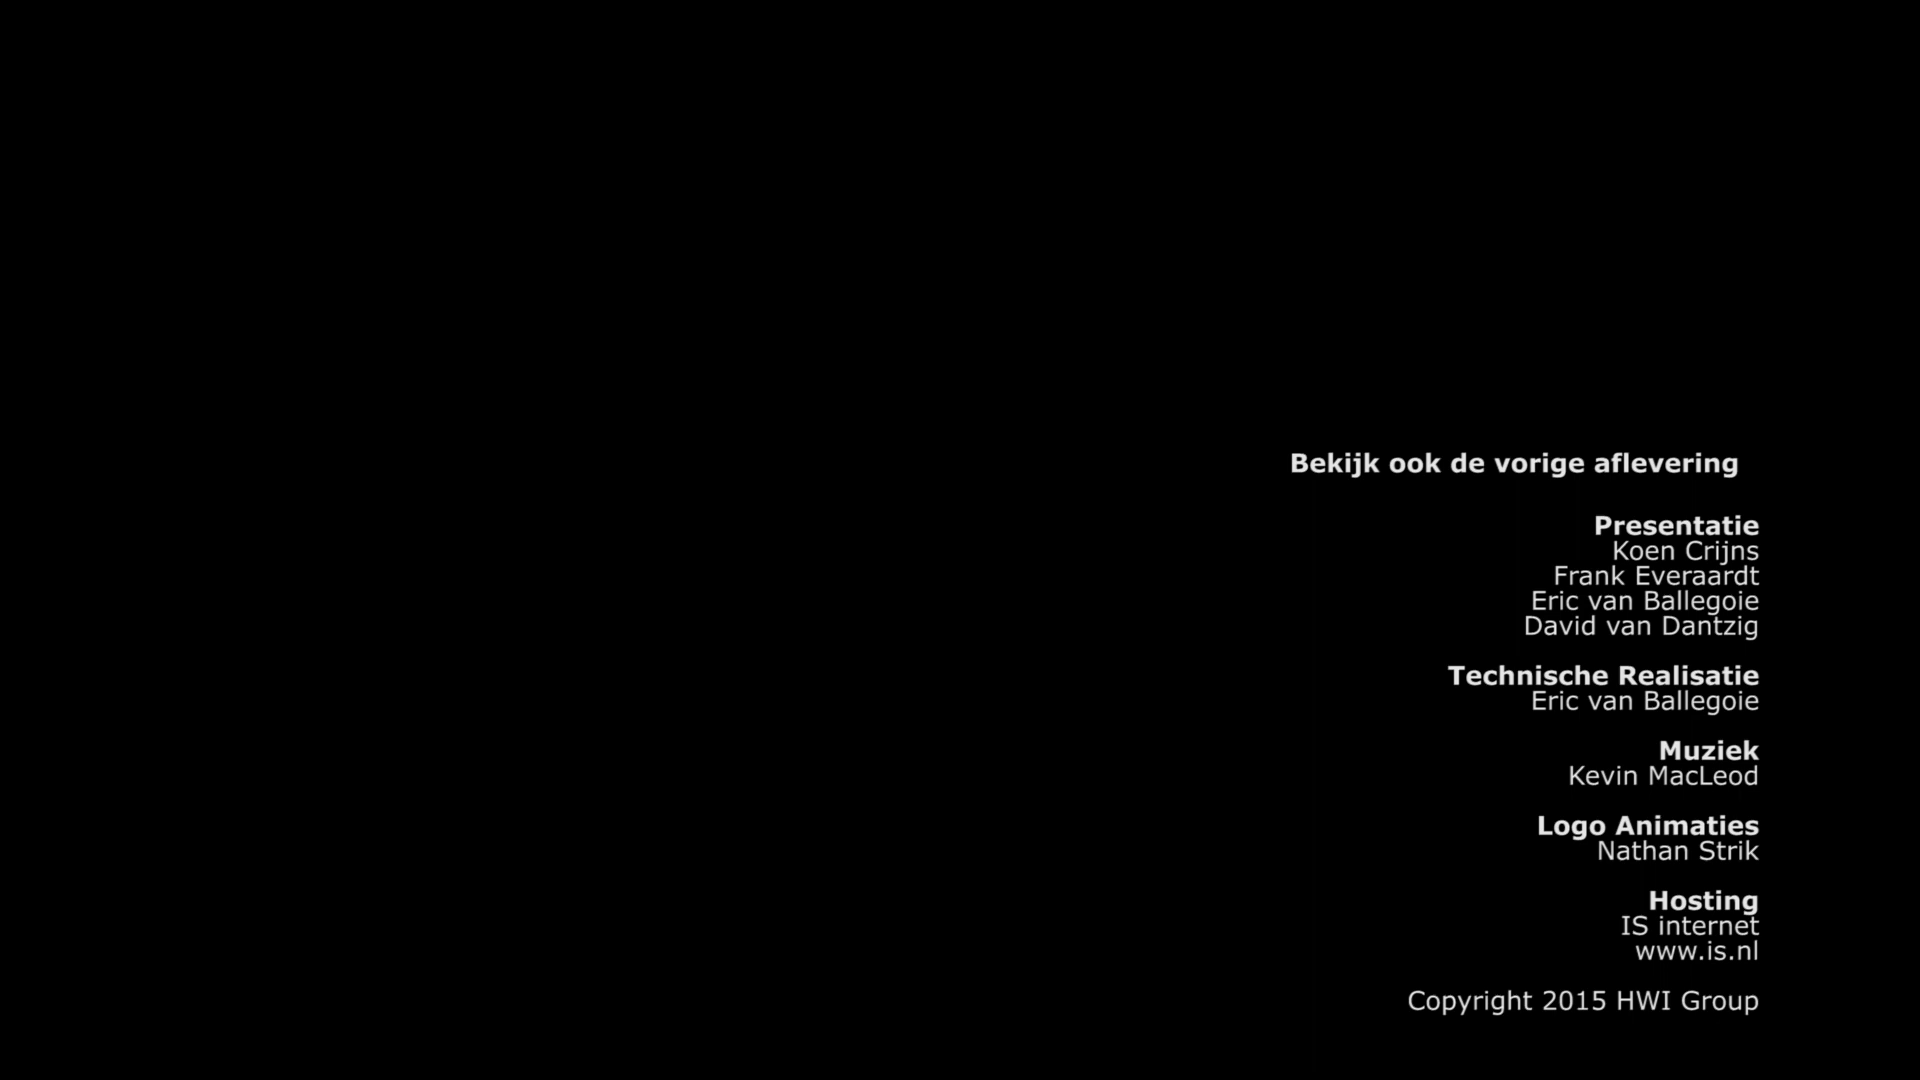 Bekijk ook de vorige aflevering
Presentatie
Koen Crijns
Frank Everaardt
Eric van Ballegoie
David van Dantzig
Technische Realisatie
Eric van Ballegoie
Muziek
Kevin MacLeod
Logo Animaties
Nathan Strik
Hosting
IS internet
www.is.nl
Copyright 2015 HWI Group